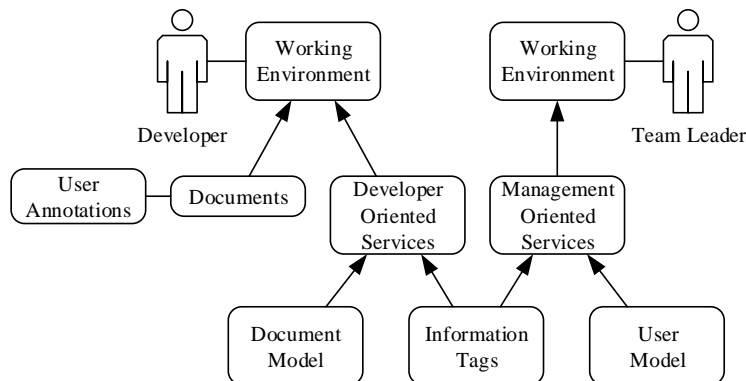 Working
Environment
Working
Environment
Developer
Team Leader
User
Annotations
Documents
Developer
Oriented
Services
Management
Oriented
Services
Document
Model
Information
Tags
User
Model